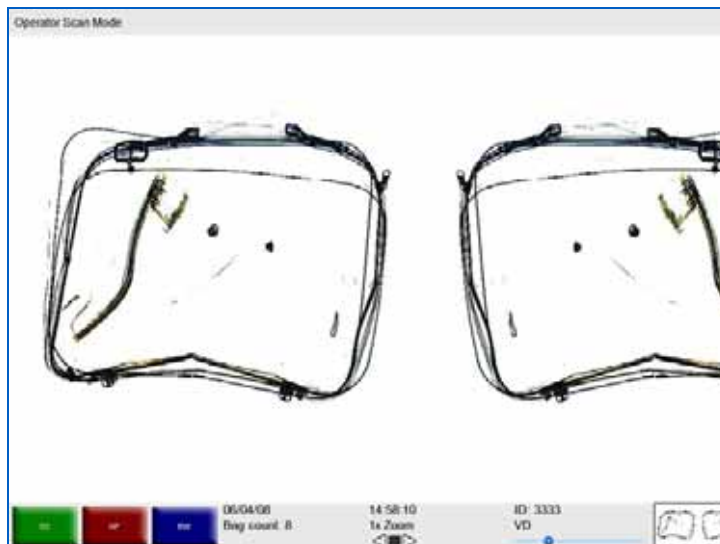 Operator Scan Mode
06/04/08
Bag count: 8
14:58:10
1x Zoom
ID: 3333
VD